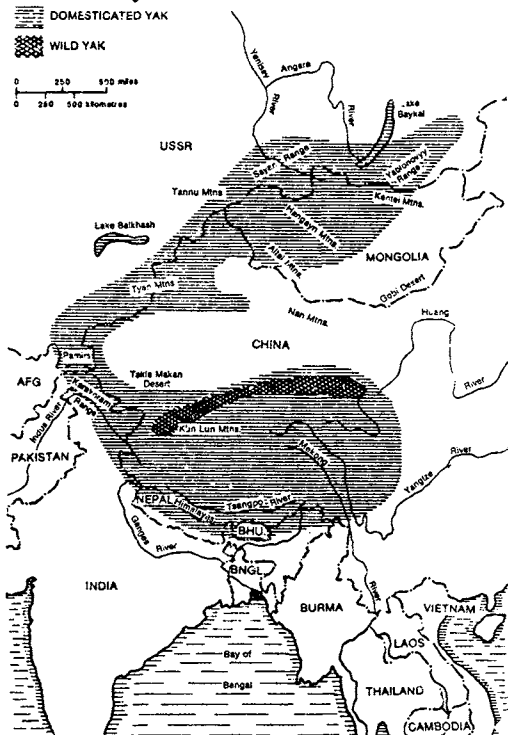 DOMESTICATED YAK
WILD YAK
0 250 500 miles
0 250 500 kilometres
Yenisey
River
Angara
River
Lake
Baykal
USSR
Sayan Range
Yablonovyy
Range
Tannu Mtns
Kentei Mtns.
Hangayn Mtns.
Lake Balkhash
Altai Mtns
MONGOLIA
Tyan Mtns
Gobi Desert
Nan Mtns.
Huang
River
CHINA
Pamirs
Takla Makan
Desert
AFG
Karakoram
Range
Indus River
K'un Lun Mtns.
PAKISTAN
Mekong
River
Yangtze
River
NEPAL
Himalayas
Tsangpo River
BHU.
Ganges
River
BNGL
INDIA
BURMA
VIETNAM
LAOS
Bay of
Bengal
THAILAND
CAMBODIA